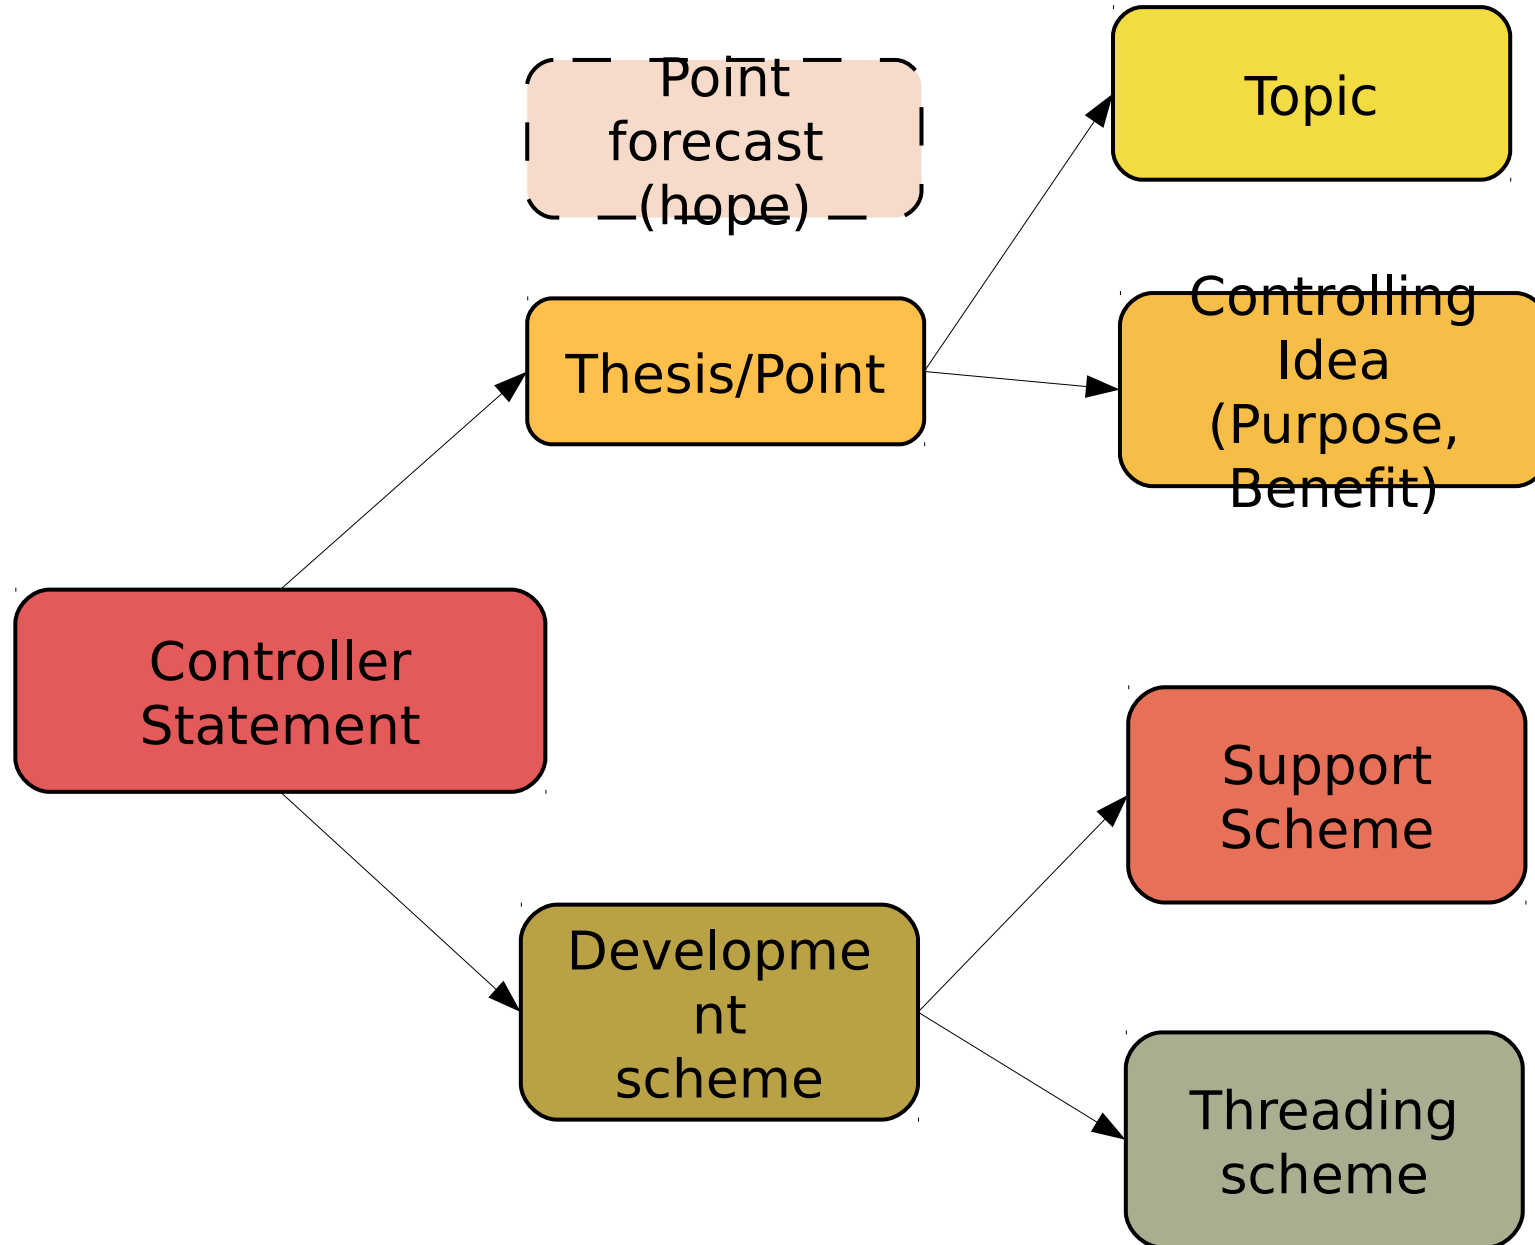 Point
forecast
(hope)
Topic
Thesis/Point
Controlling
Idea
(Purpose,
Benefit)
Controller
Statement
Support
Scheme
Developme
nt
scheme
Threading
scheme